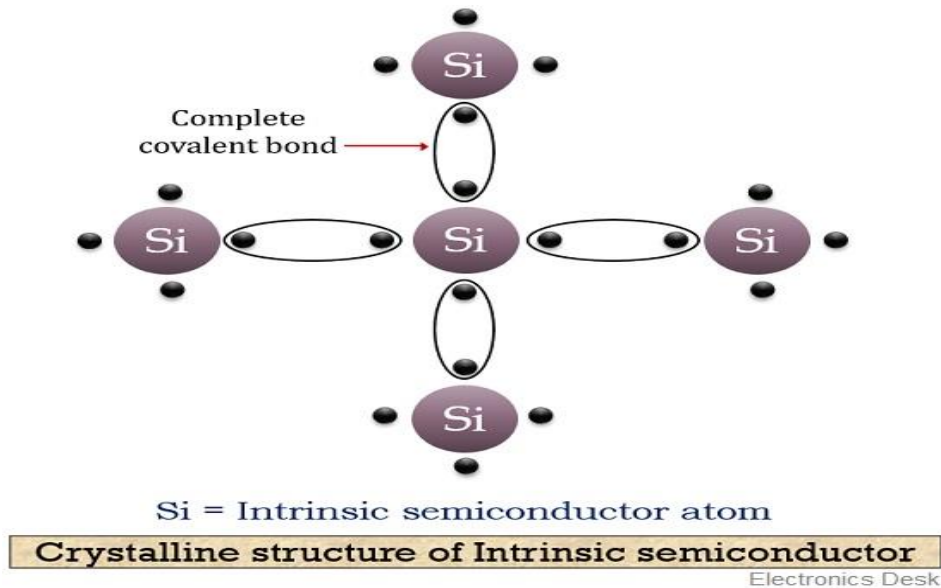 Si
Complete
covalent bond
Si
Si
Si
Si
Si = Intrinsic semiconductor atom
Crystalline structure of Intrinsic semiconductor
Electronics Desk